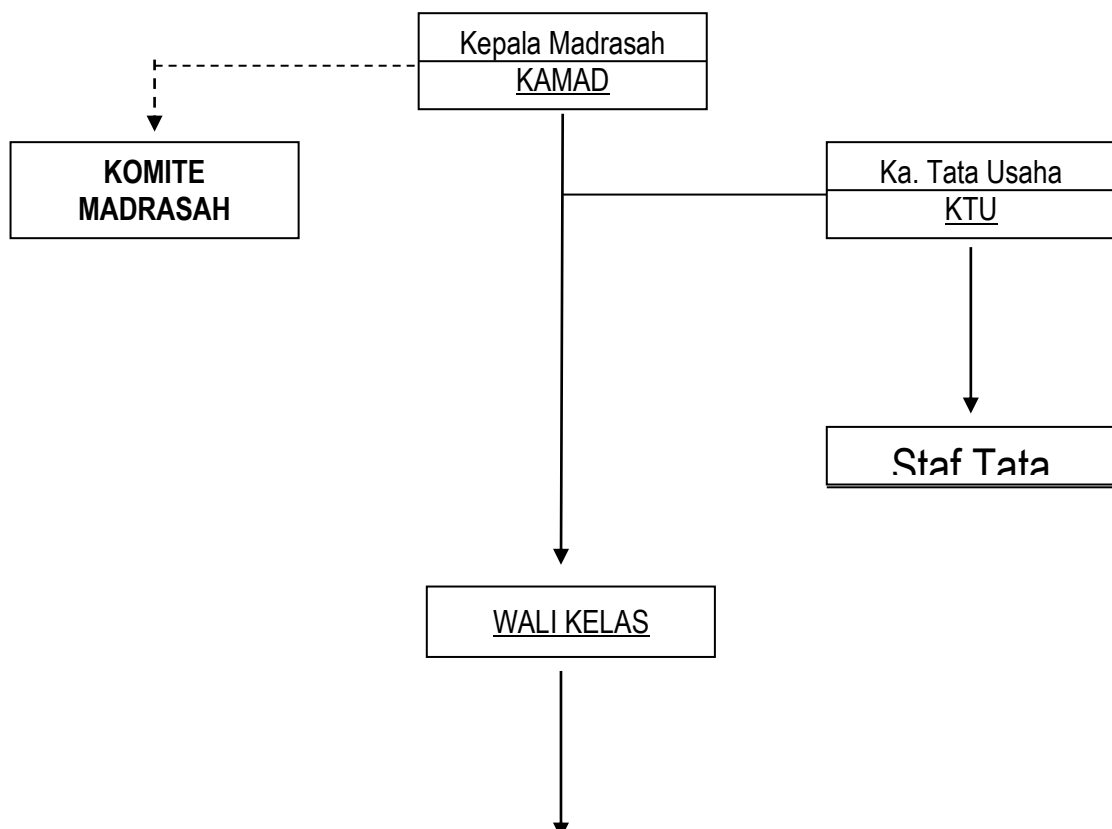 Kepala Madrasah
KAMAD
KOMITE
MADRASAH
Ka. Tata Usaha
KTU
Staf Tata
WALI KELAS